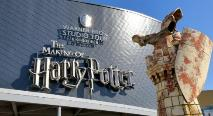 WARNER BROS.
STUDIO TOUR
LONDON
The MAKING OF
Harry Potter